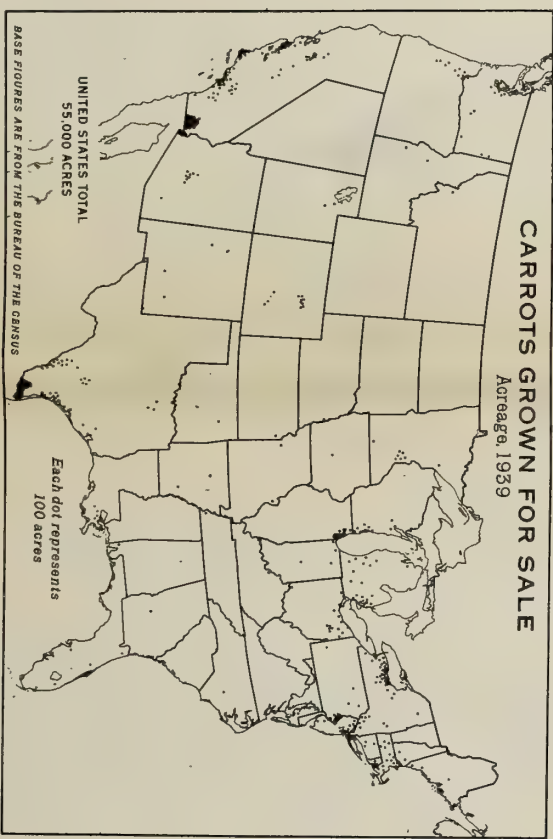 CARROTS GROWN FOR SALE
Acreage, 1939
UNITED STATES TOTAL
55,000 ACRES
Each dot represents
100 acres
BASE FIGURES ARE FROM THE BUREAU OF THE CENSUS